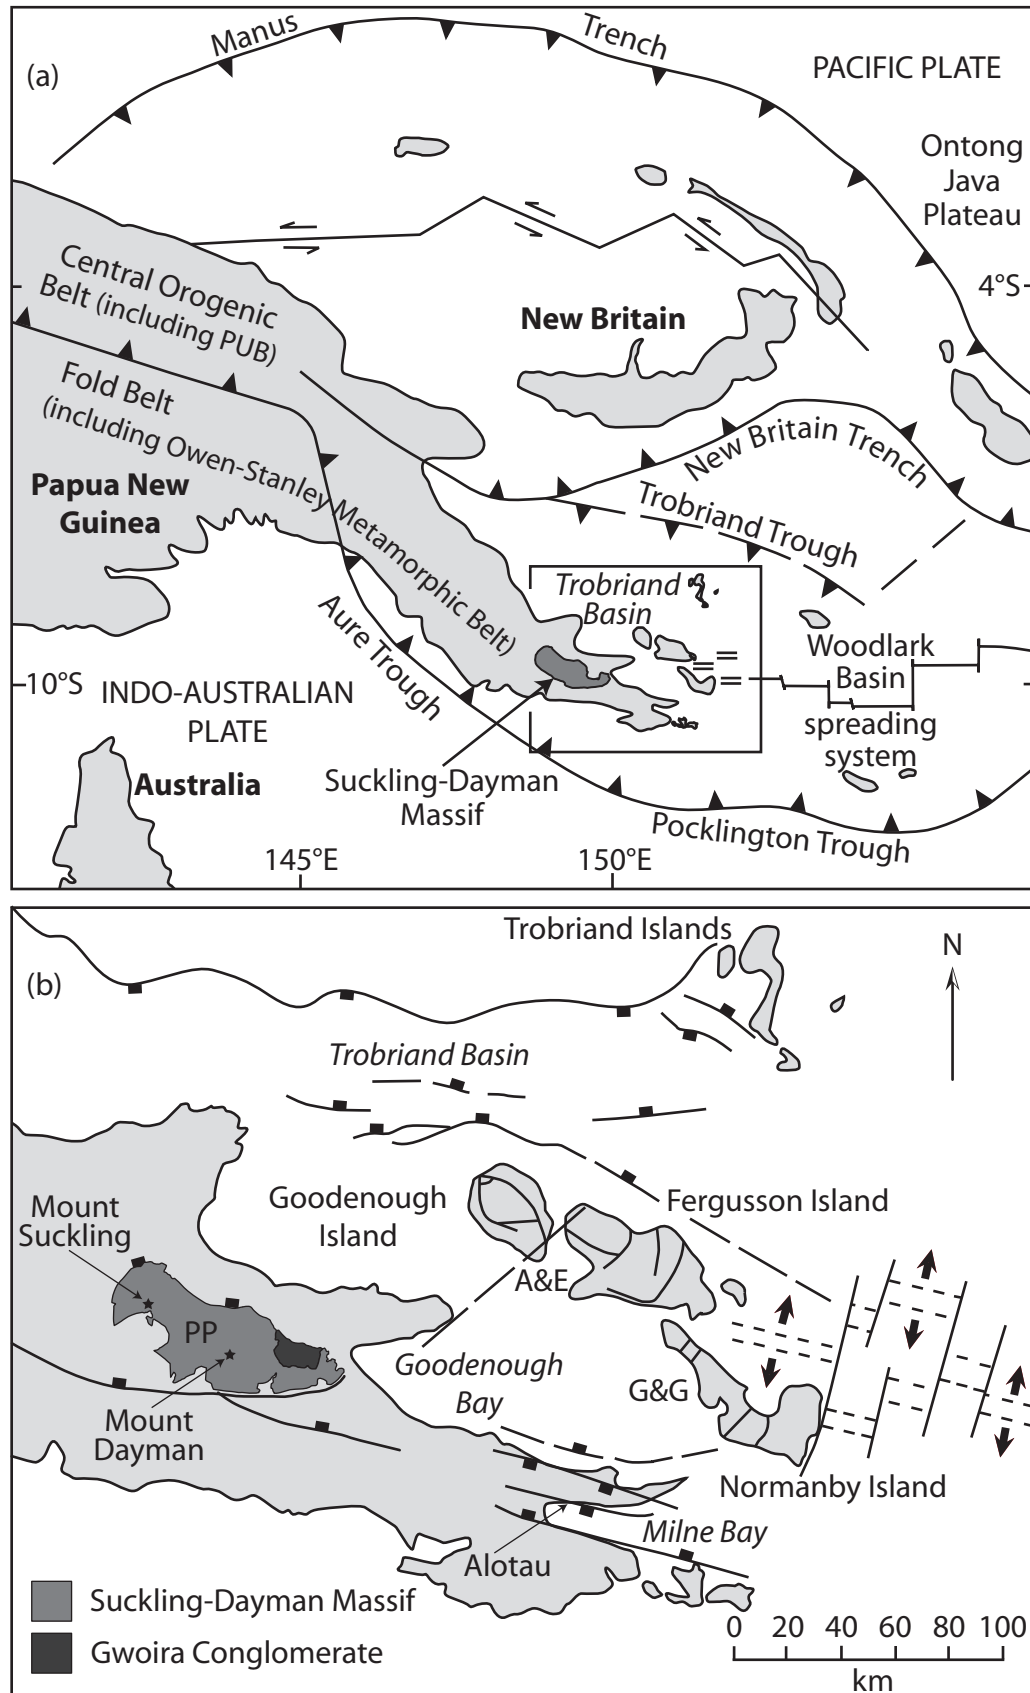 (a)
Manus
Trench
PACIFIC PLATE
Ontong
Java
Plateau
4°S
Central Orogenic
Belt (including PUB)
New Britain
Fold Belt
(including Owen-Stanley Metamorphic Belt)
Papua New
Guinea
New Britain Trench
Trobriand Trough
Trobriand
Basin
Aure Trough
10°S
INDO-AUSTRALIAN
PLATE
Woodlark
Basin
spreading
system
Australia
Suckling-Dayman
Massif
Pocklington Trough
145°E
150°E
(b)
Trobriand Islands
N
Trobriand Basin
Mount
Suckling
Goodenough
Island
Fergusson Island
A&E
PP
Goodenough
Bay
G&G
Mount
Dayman
Normanby Island
Milne Bay
Alotau
Suckling-Dayman Massif
Gwoira Conglomerate
0 20 40 60 80 100
km